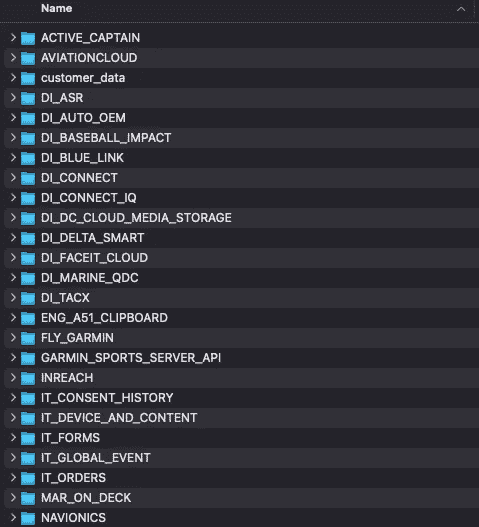 Name
ACTIVE_CAPTAIN
AVIATIONCLOUD
customer_data
DI_ASR
DI_AUTO_OEM
DI_BASEBALL_IMPACT
DI_BLUE_LINK
DI_CONNECT
DI_CONNECT_IQ
DI_DC_CLOUD_MEDIA_STORAGE
DI_DELTA_SMART
DI_FACEIT_CLOUD
DI_MARINE_QDC
DI_TACX
ENG_A51_CLIPBOARD
FLY_GARMIN
GARMIN_SPORTS_SERVER_API
INREACH
IT_CONSENT_HISTORY
IT_DEVICE_AND_CONTENT
IT_FORMS
IT_GLOBAL_EVENT
IT_ORDERS
MAR_ON_DECK
NAVIONICS